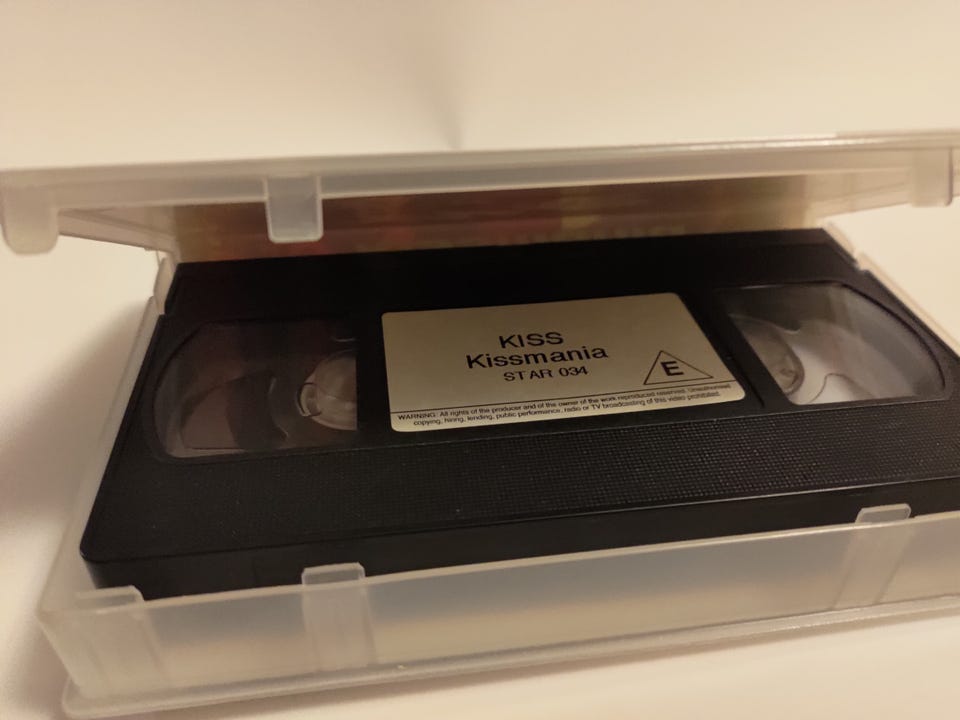 KISS
Kissmania
STAR 034
E
WARNING: All rights of the producer and of the owner of the work reproduced reserved. Unauthorised
copying, hiring, lending, public performance, radio or TV broadcasting of this video prohibited.